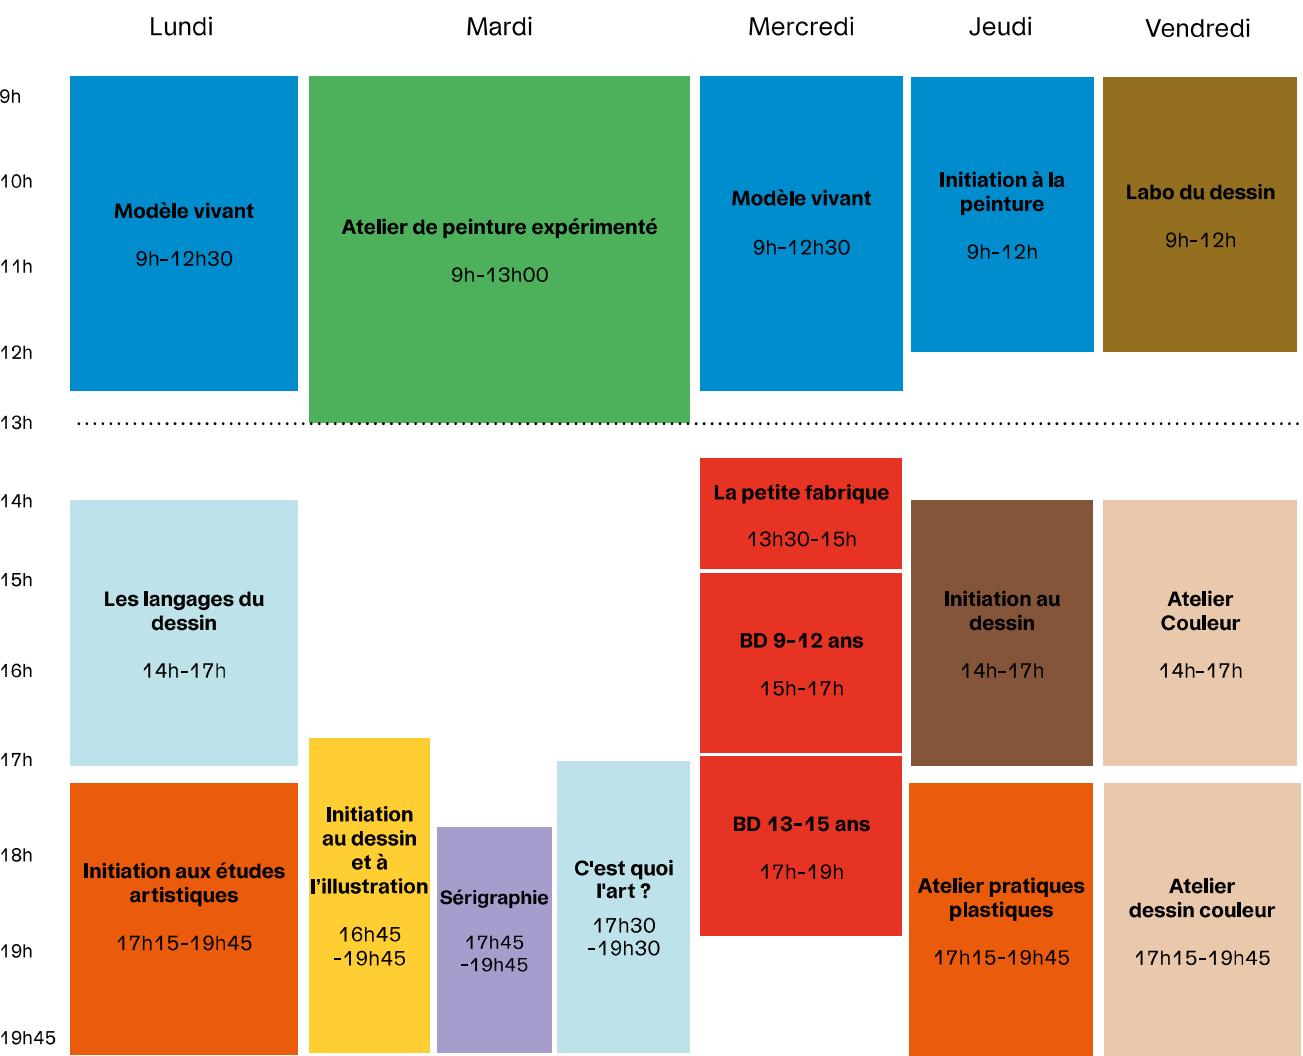 Lundi
Mardi
Mercredi
Jeudi
Vendredi
9h
10h
11h
12h
13h
14h
15h
16h
17h
18h
19h
19h45
Modèle vivant
9h-12h30
Les langages du
dessin
14h-17h
Initiation aux études
artistiques
17h15-19h45
Atelier de peinture expérimenté
9h-13h00
Initiation
au dessin
et à
l'illustration
16h45
-19h45
Sérigraphie
17h45
-19h45
C'est quoi
l'art ?
17h30
-19h30
Modèle vivant
9h-12h30
La petite fabrique
13h30-15h
BD 9-12 ans
15h-17h
BD 13-15 ans
17h-19h
Initiation à la
peinture
9h-12h
Initiation au
dessin
14h-17h
Atelier pratiques
plastiques
17h15-19h45
Labo du dessin
9h-12h
Atelier
Couleur
14h-17h
Atelier
dessin couleur
17h15-19h45